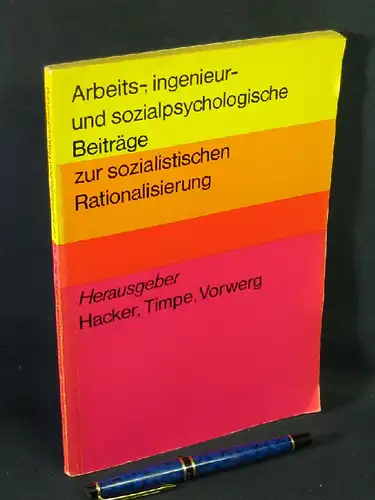 Arbeits-, ingenieur-
und sozialpsychologische
Beiträge
zur sozialistischen
Rationalisierung
Herausgeber
Hacker, Timpe, Vorwerg